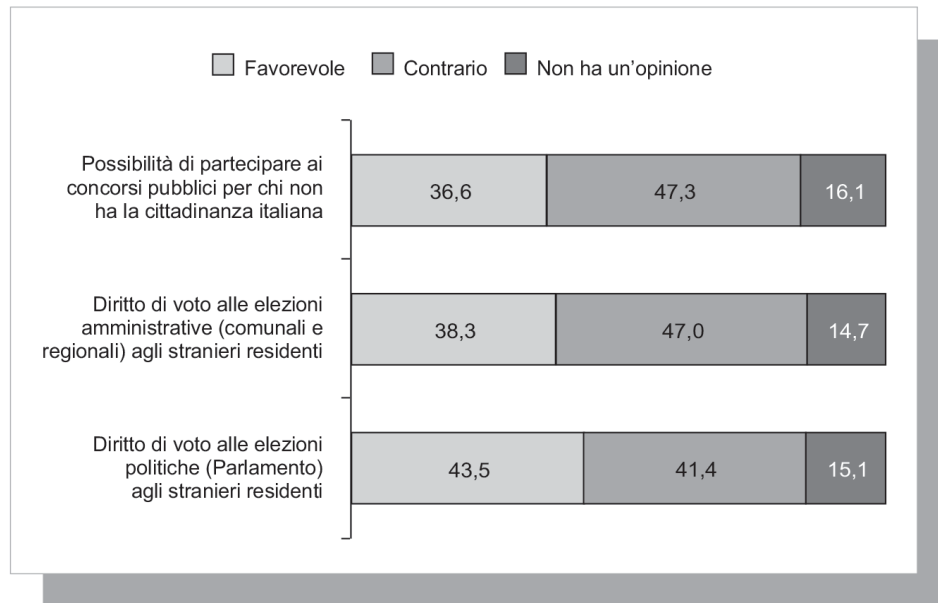 Favorevole Contrario Non ha un'opinione
Possibilità di partecipare ai
concorsi pubblici per chi non
ha la cittadinanza italiana
36,6 47,3 16,1
Diritto di voto alle elezioni
amministrative (comunali e
regionali) agli stranieri residenti
38,3 47,0 14,7
Diritto di voto alle elezioni
politiche (Parlamento)
agli stranieri residenti
43,5 41,4 15,1